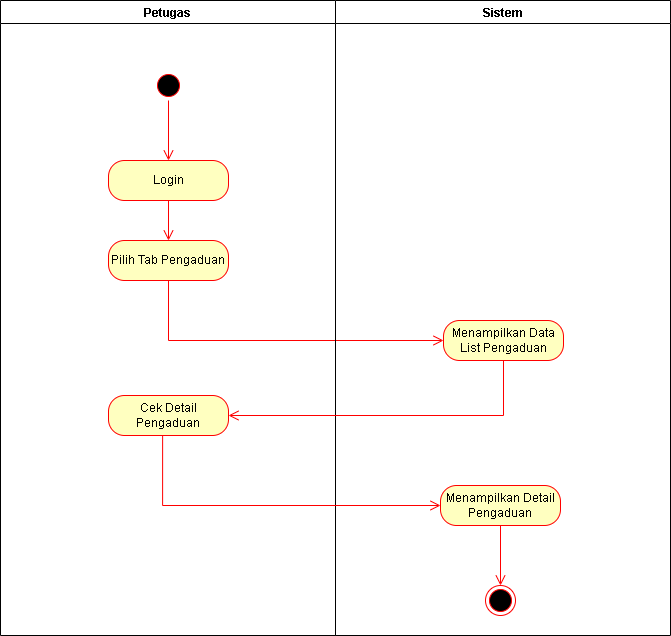 Petugas
Sistem
Login
Pilih Tab Pengaduan
Menampilkan Data
List Pengaduan
Cek Detail
Pengaduan
Menampilkan Detail
Pengaduan